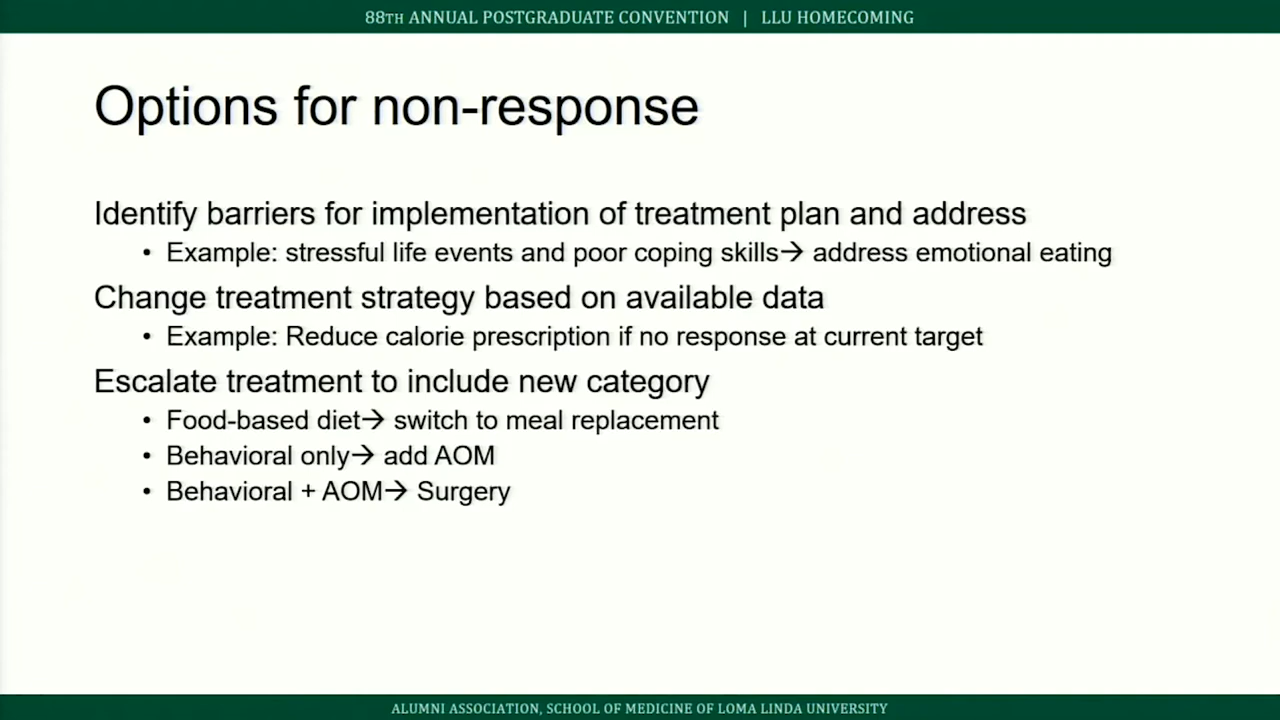 88TH ANNUAL POSTGRADUATE CONVENTION | LLU HOMECOMING
Options for non-response
Identify barriers for implementation of treatment plan and address
• Example: stressful life events and poor coping skills→ address emotional eating
Change treatment strategy based on available data
• Example: Reduce calorie prescription if no response at current target
Escalate treatment to include new category
• Food-based diet→ switch to meal replacement
• Behavioral only→ add AOM
• Behavioral + AOM→ Surgery
ALUMNI ASSOCIATION, SCHOOL OF MEDICINE OF LOMA LINDA UNIVERSITY